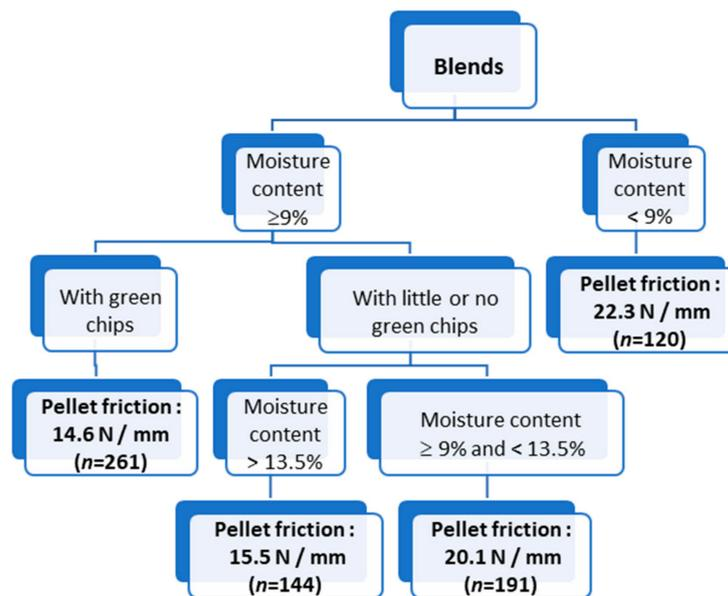 Blends
Moisture
content
≥9%
Moisture
content
< 9%
With green
chips
With little or no
green chips
Pellet friction :
22.3 N / mm
(n=120)
Pellet friction :
14.6 N / mm
(n=261)
Moisture
content
> 13.5%
Moisture content
≥ 9% and < 13.5%
Pellet friction :
15.5 N / mm
(n=144)
Pellet friction :
20.1 N / mm
(n=191)